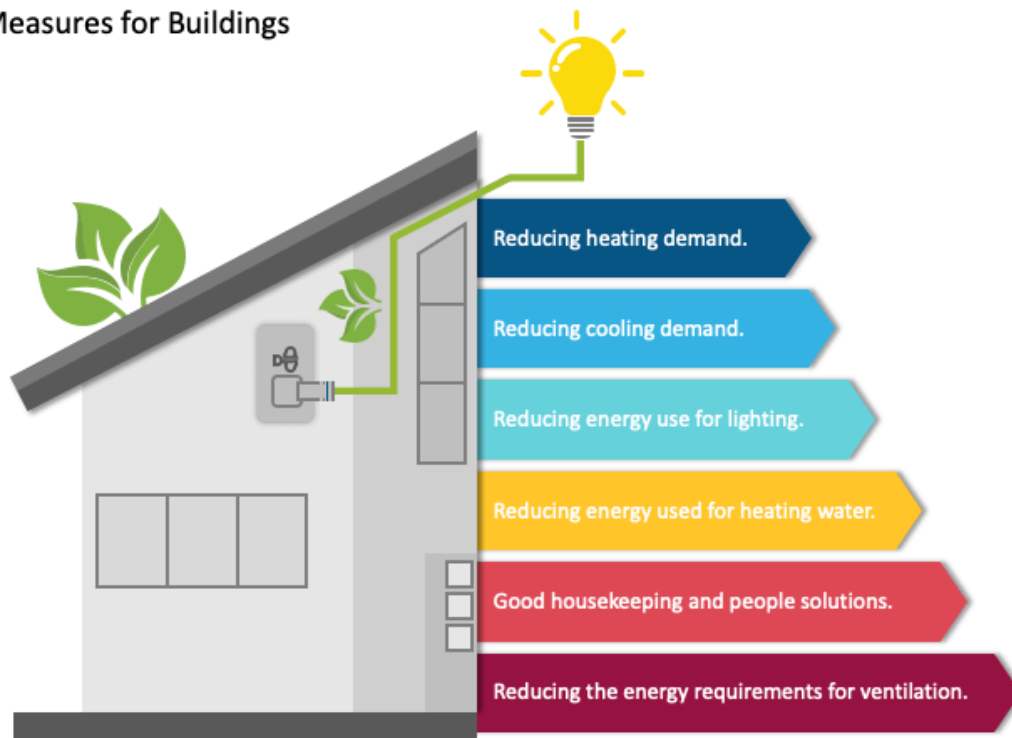 Measures for Buildings
Reducing heating demand.
Reducing cooling demand.
Reducing energy use for lighting.
Reducing energy used for heating water.
Good housekeeping and people solutions.
Reducing the energy requirements for ventilation.